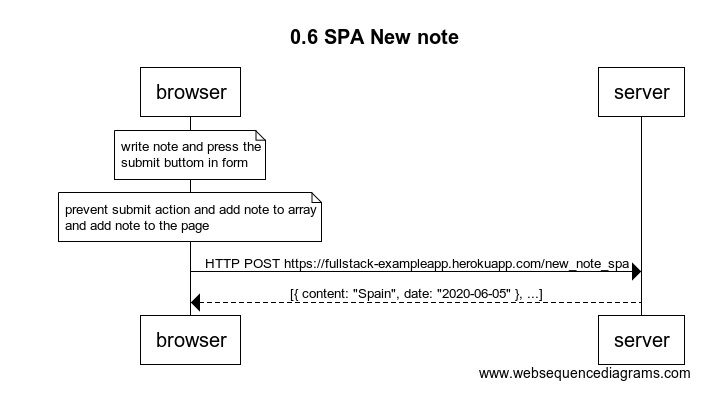 0.6 SPA New note
browser
server
write note and press the
submit buttom in form
prevent submit action and add note to array
and add note to the page
HTTP POST https://fullstack-exampleapp.herokuapp.com/new_note_spa
[{ content: "Spain", date: "2020-06-05" }, ...]
browser
server
www.websequencediagrams.com